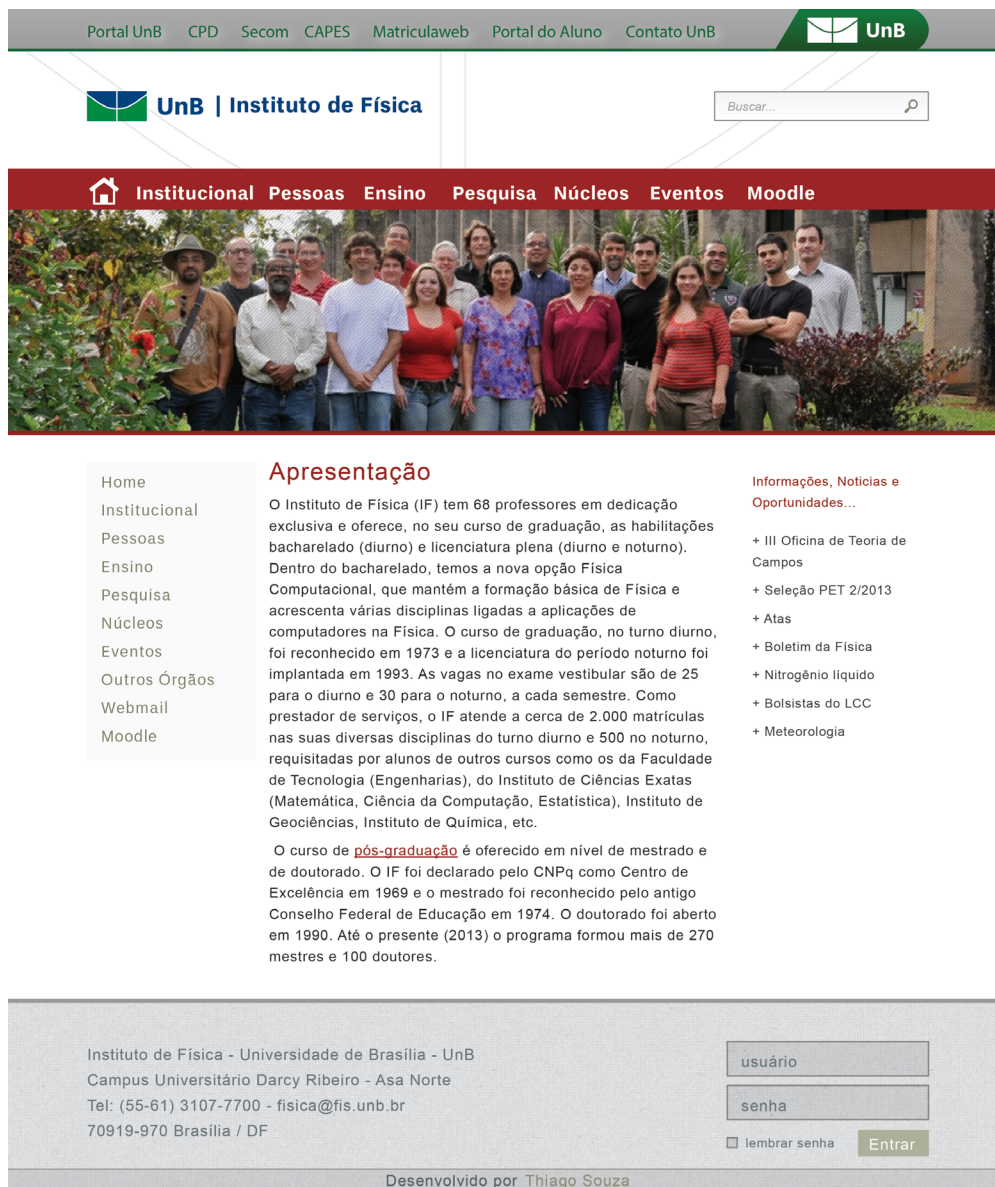 Portal UnB CPD Secom CAPES Matriculaweb Portal do Aluno Contato UnB
UnB
UnB | Instituto de Física
Buscar...
Institucional Pessoas Ensino Pesquisa Núcleos Eventos Moodle
Home
Institucional
Pessoas
Ensino
Pesquisa
Núcleos
Eventos
Outros Órgãos
Webmail
Moodle
Apresentação
O Instituto de Física (IF) tem 68 professores em dedicação
exclusiva e oferece, no seu curso de graduação, as habilitações
bacharelado (diurno) e licenciatura plena (diurno e noturno).
Dentro do bacharelado, temos a nova opção Física
Computacional, que mantém a formação básica de Física e
acrescenta várias disciplinas ligadas a aplicações de
computadores na Física. O curso de graduação, no turno diurno,
foi reconhecido em 1973 e a licenciatura do período noturno foi
implantada em 1993. As vagas no exame vestibular são de 25
para o diurno e 30 para o noturno, a cada semestre. Como
prestador de serviços, o IF atende a cerca de 2.000 matrículas
nas suas diversas disciplinas do turno diurno e 500 no noturno,
requisitadas por alunos de outros cursos como os da Faculdade
de Tecnologia (Engenharias), do Instituto de Ciências Exatas
(Matemática, Ciência da Computação, Estatística), Instituto de
Geociências, Instituto de Química, etc.
O curso de pós-graduação é oferecido em nível de mestrado e
de doutorado. O IF foi declarado pelo CNPq como Centro de
Excelência em 1969 e o mestrado foi reconhecido pelo antigo
Conselho Federal de Educação em 1974. O doutorado foi aberto
em 1990. Até o presente (2013) o programa formou mais de 270
mestres e 100 doutores.
Informações, Noticias e
Oportunidades...
+ III Oficina de Teoria de
Campos
+ Seleção PET 2/2013
+ Atas
+ Boletim da Física
+ Nitrogênio líquido
+ Bolsistas do LCC
+ Meteorologia
Instituto de Física - Universidade de Brasília - UnB
Campus Universitário Darcy Ribeiro - Asa Norte
Tel: (55-61) 3107-7700 - fisica@fis.unb.br
70919-970 Brasília / DF
usuário
senha
lembrar senha Entrar
Desenvolvido por Thiago Souza